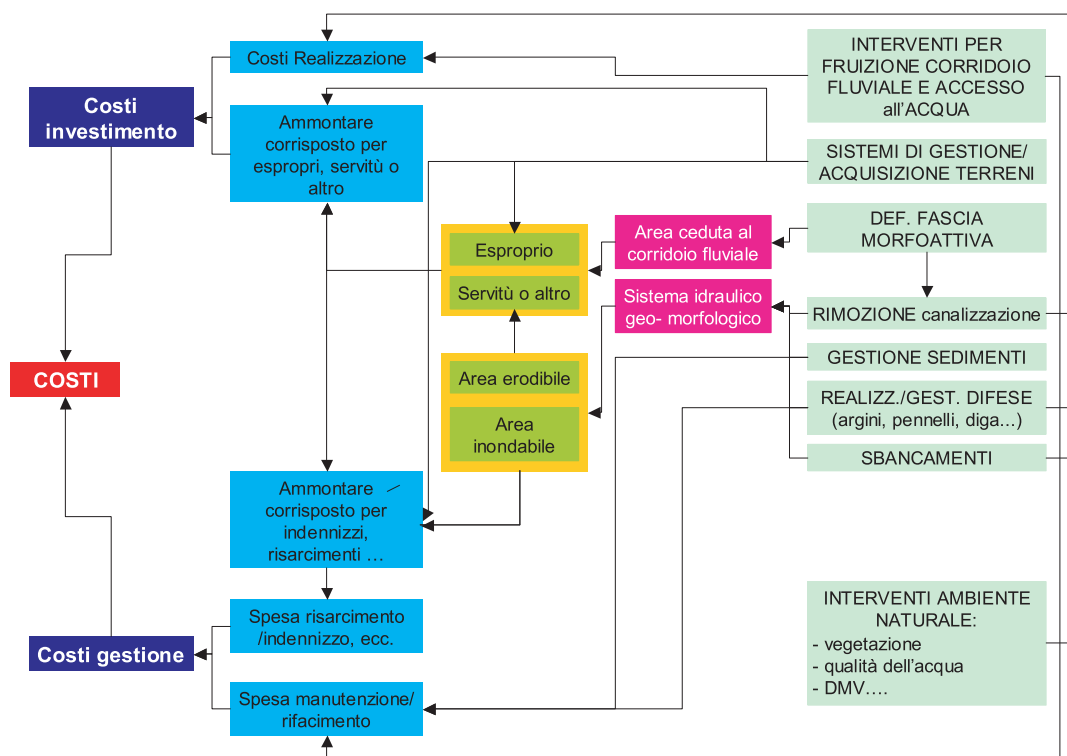 Costi Realizzazione
INTERVENTI PER
FRUIZIONE CORRIDOIO
FLUVIALE E ACCESSO
all'ACQUA
Costi
investimento
Ammontare
corrisposto per
espropri, servitù o
altro
SISTEMI DI GESTIONE/
ACQUISIZIONE TERRENI
DEF. FASCIA
MORFOATTIVA
Area ceduta al
corridoio fluviale
Esproprio
Servitù o altro
Sistema idraulico
geo- morfologico
RIMOZIONE canalizzazione
GESTIONE SEDIMENTI
COSTI
Area erodibile
Area
inondabile
REALIZZ./GEST. DIFESE
(argini, pennelli, diga...)
SBANCAMENTI
Ammontare
corrisposto per
indennizzi,
risarcimenti ...
INTERVENTI AMBIENTE
NATURALE:
- vegetazione
- qualità dell'acqua
- DMV....
Spesa risarcimento
/indennizzo, ecc.
Costi gestione
Spesa manutenzione/
rifacimento